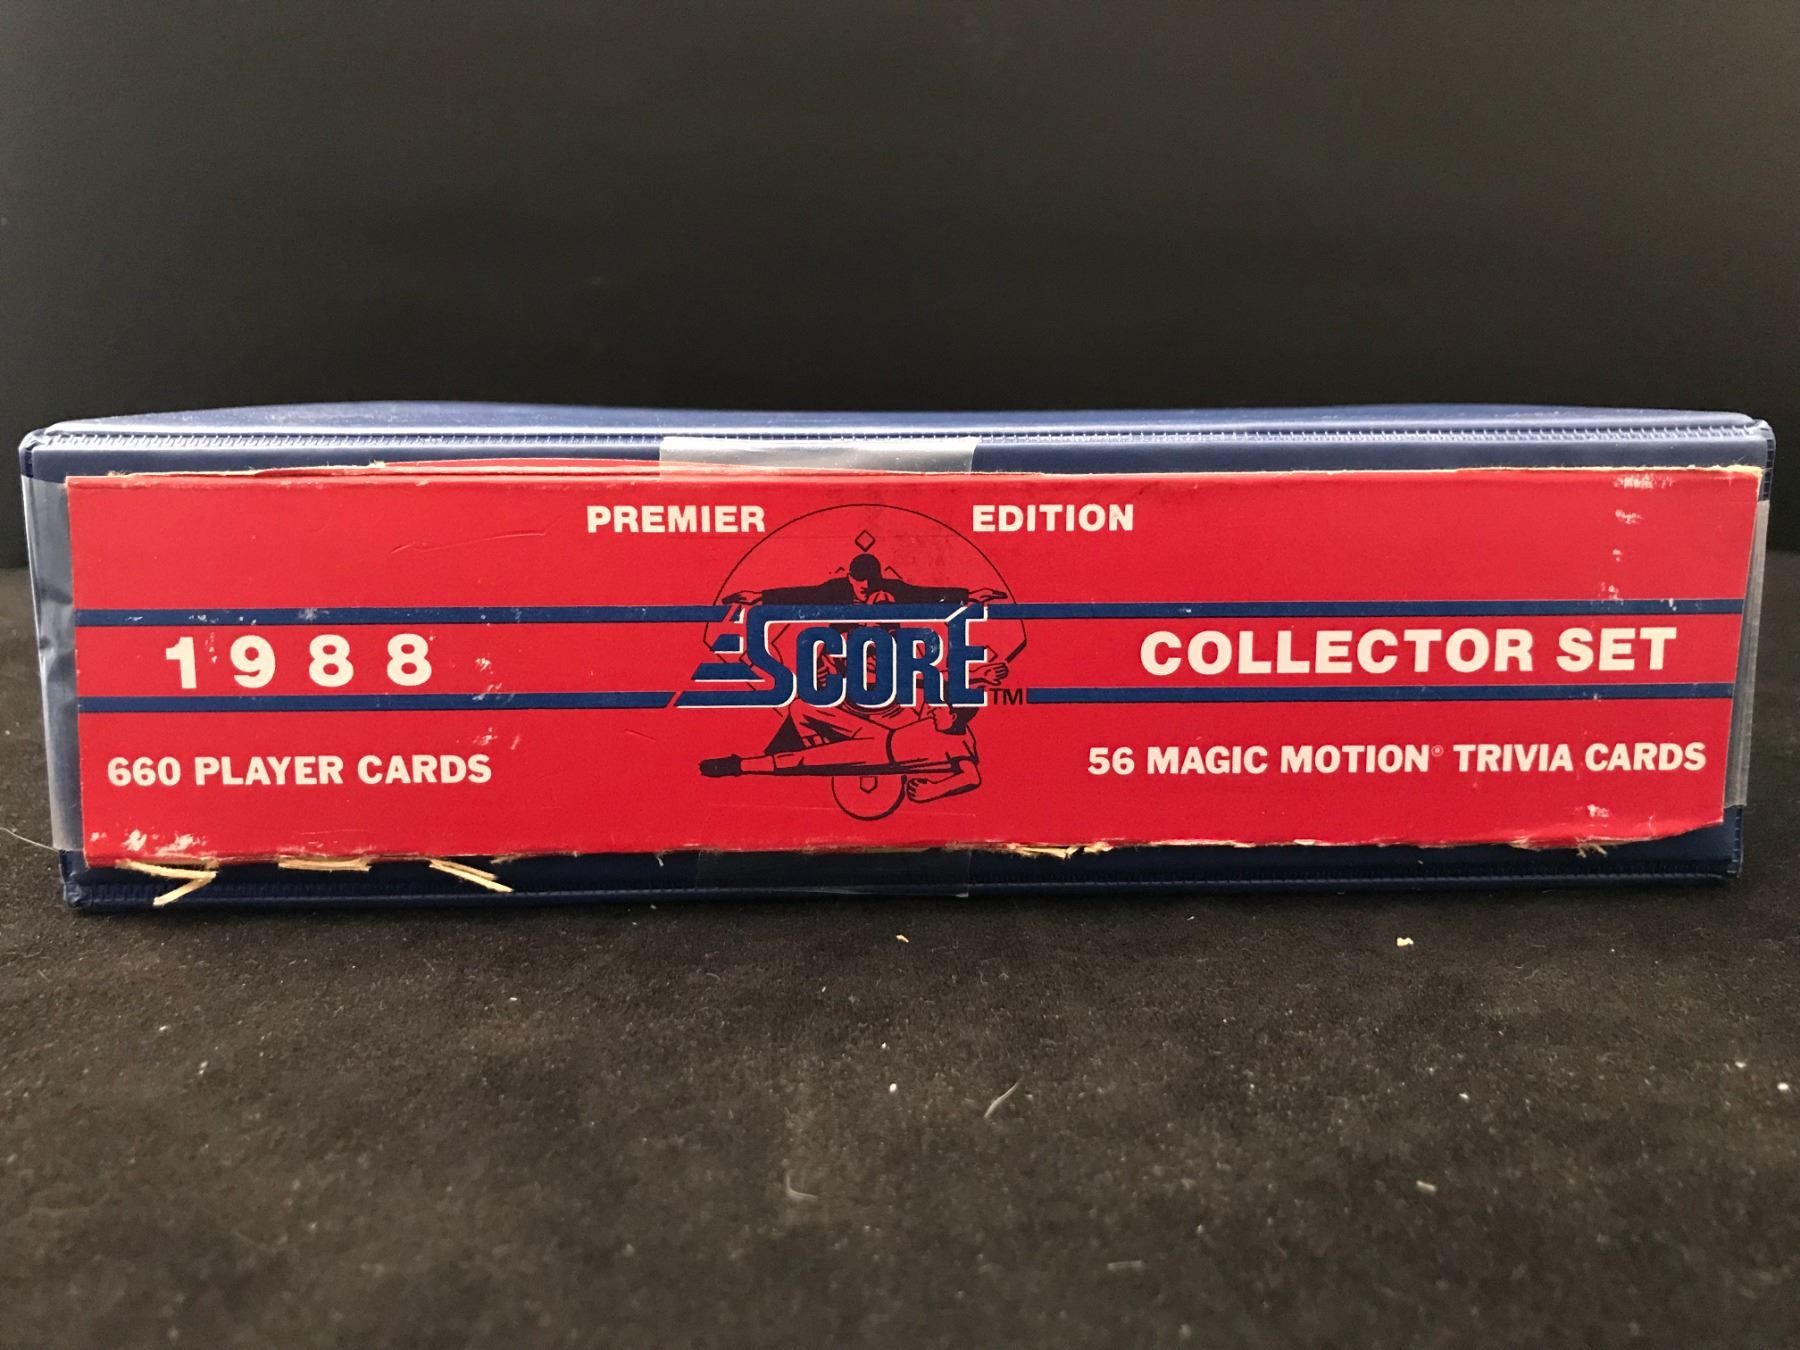 PREMIER EDITION
1988 SCORE™ COLLECTOR SET
660 PLAYER CARDS 56 MAGIC MOTION® TRIVIA CARDS